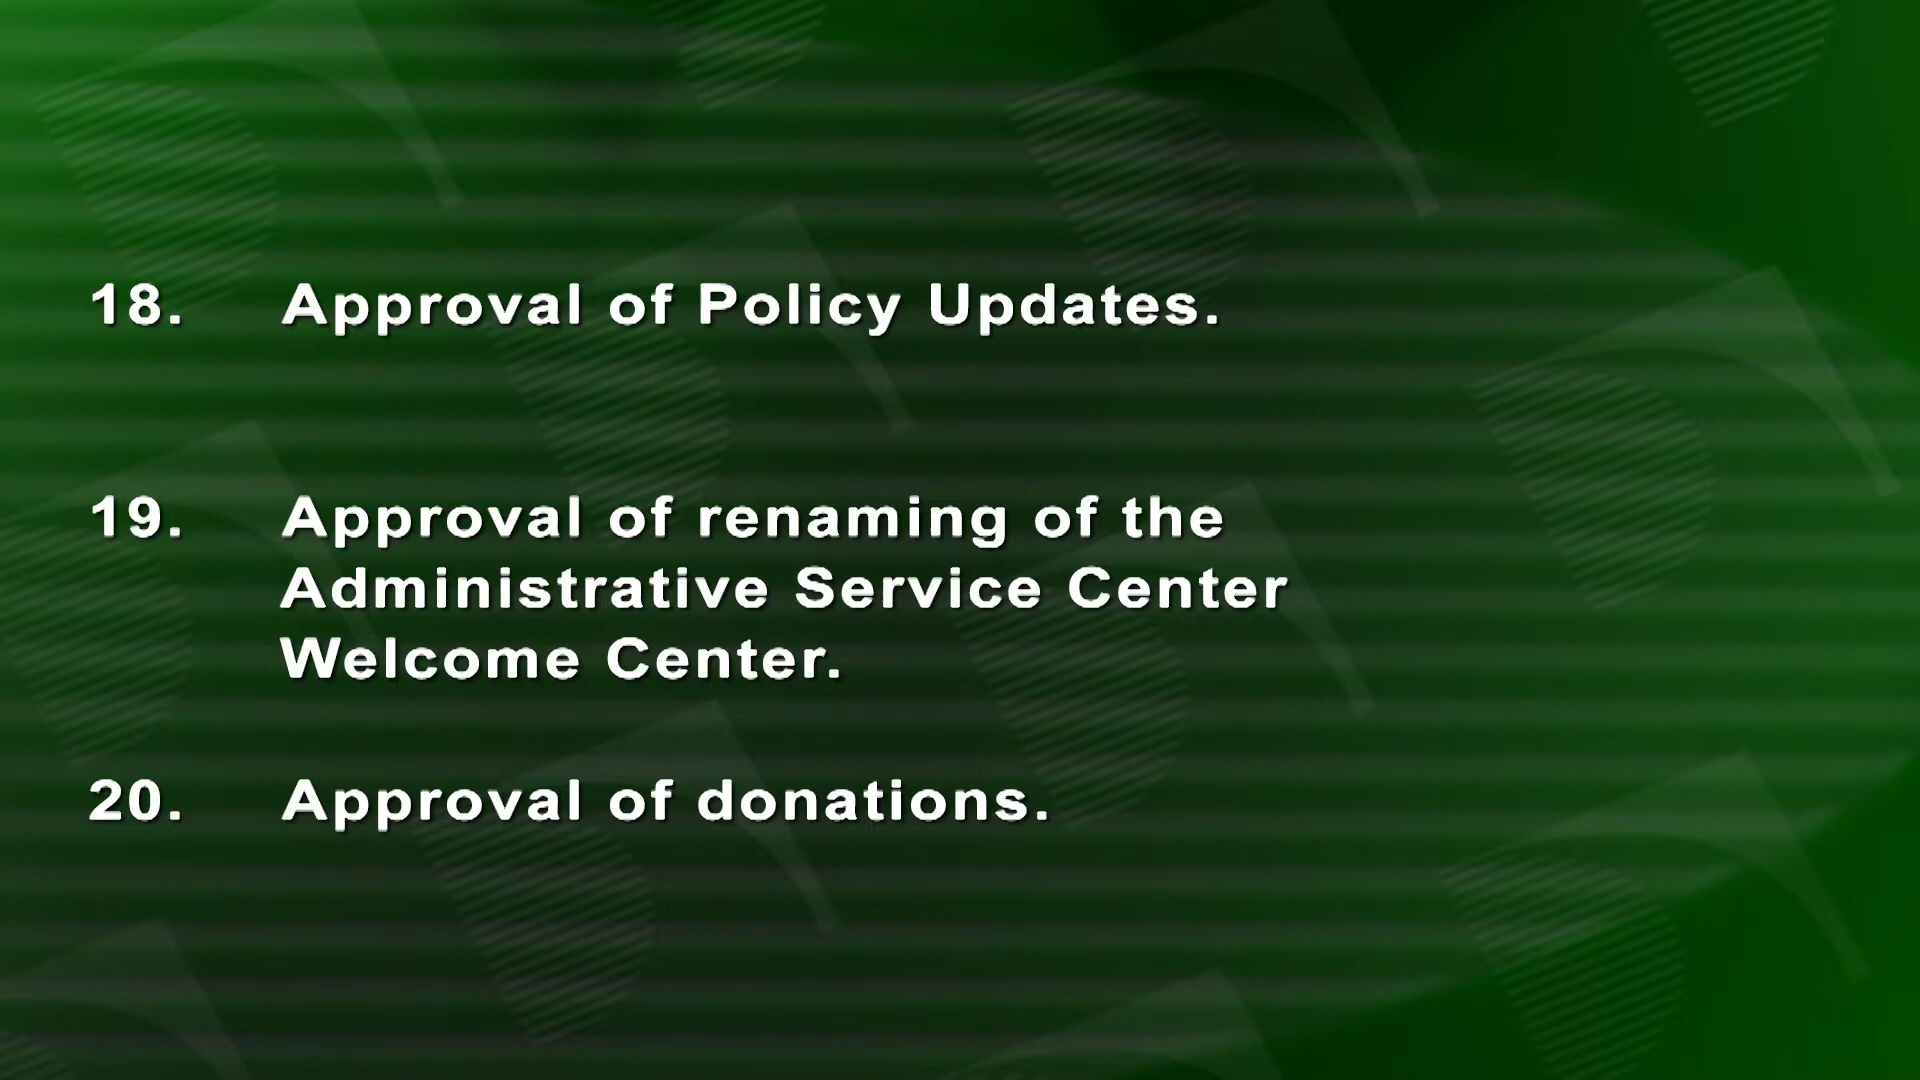 18. Approval of Policy Updates.
19. Approval of renaming of the
Administrative Service Center
Welcome Center.
20. Approval of donations.